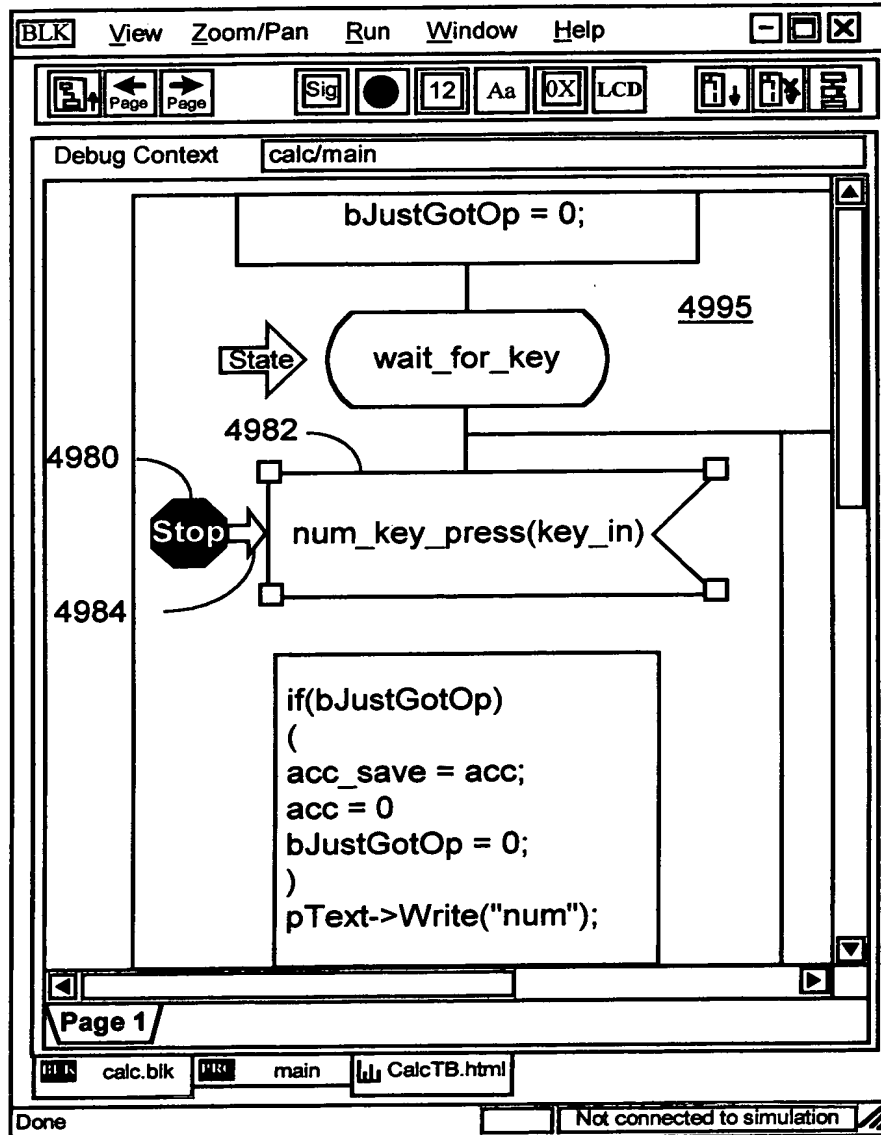 BLK View Zoom/Pan Run Window Help
Page Page Sig 12 Aa 0X LCD
Debug Context calc/main
bJustGotOp = 0;
4995
State wait_for_key
4982
4980
Stop num_key_press(key_in)
4984
if(bJustGotOp)
(
acc_save = acc;
acc = 0
bJustGotOp = 0;
)
pText->Write("num");
Page 1
BLK calc.blk PRC main CalcTB.html
Done Not connected to simulation